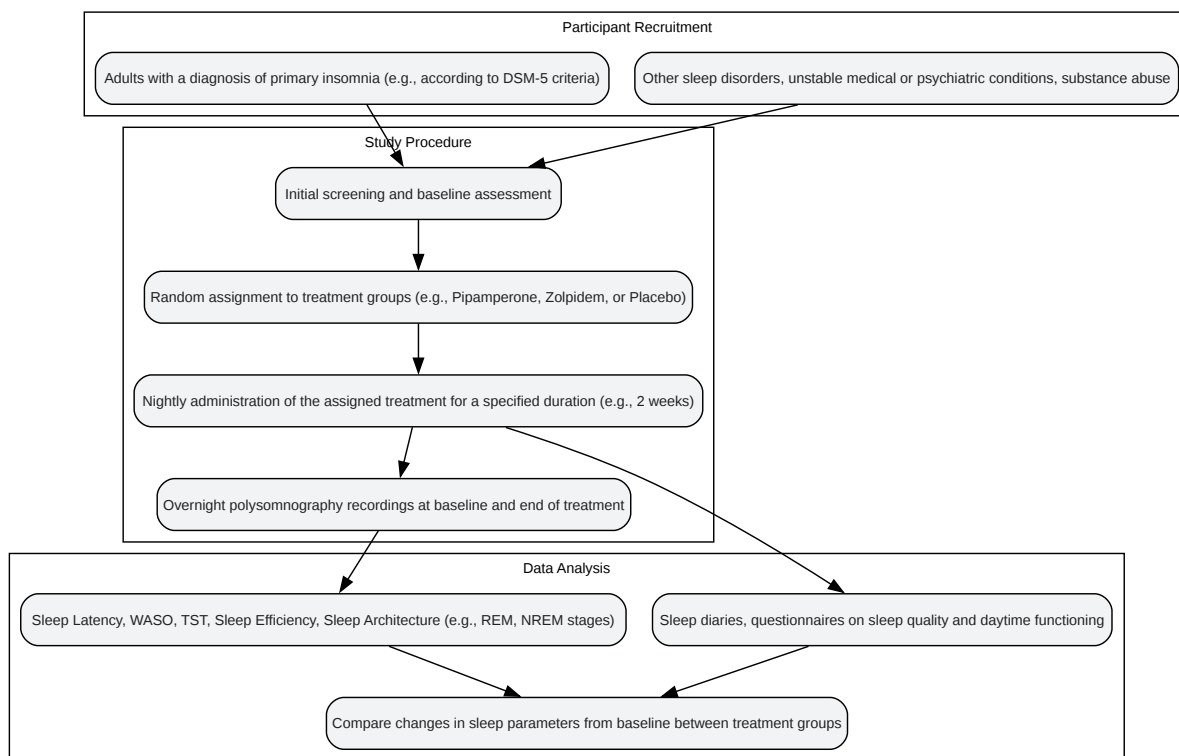 Participant Recruitment
Adults with a diagnosis of primary insomnia (e.g., according to DSM-5 criteria)
Other sleep disorders, unstable medical or psychiatric conditions, substance abuse
Study Procedure
Initial screening and baseline assessment
Random assignment to treatment groups (e.g., Pipamperone, Zolpidem, or Placebo)
Nightly administration of the assigned treatment for a specified duration (e.g., 2 weeks)
Overnight polysomnography recordings at baseline and end of treatment
Data Analysis
Sleep Latency, WASO, TST, Sleep Efficiency, Sleep Architecture (e.g., REM, NREM stages)
Sleep diaries, questionnaires on sleep quality and daytime functioning
Compare changes in sleep parameters from baseline between treatment groups